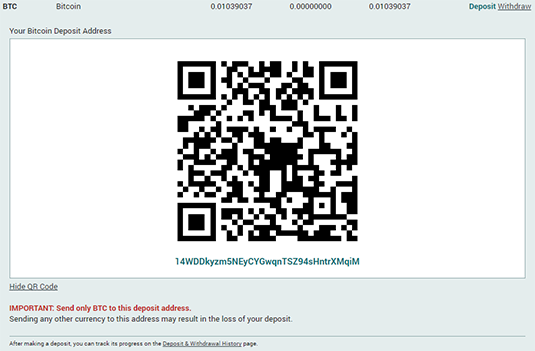 BTC Bitcoin 0.01039037 0.00000000 0.01039037 Deposit Withdraw
Your Bitcoin Deposit Address
14WDDkyzm5NEyCYGwqnTSZ94sHntrXMqiM
Hide QR Code
IMPORTANT: Send only BTC to this deposit address.
Sending any other currency to this address may result in the loss of your deposit.
After making a deposit, you can track its progress on the Deposit & Withdrawal History page.